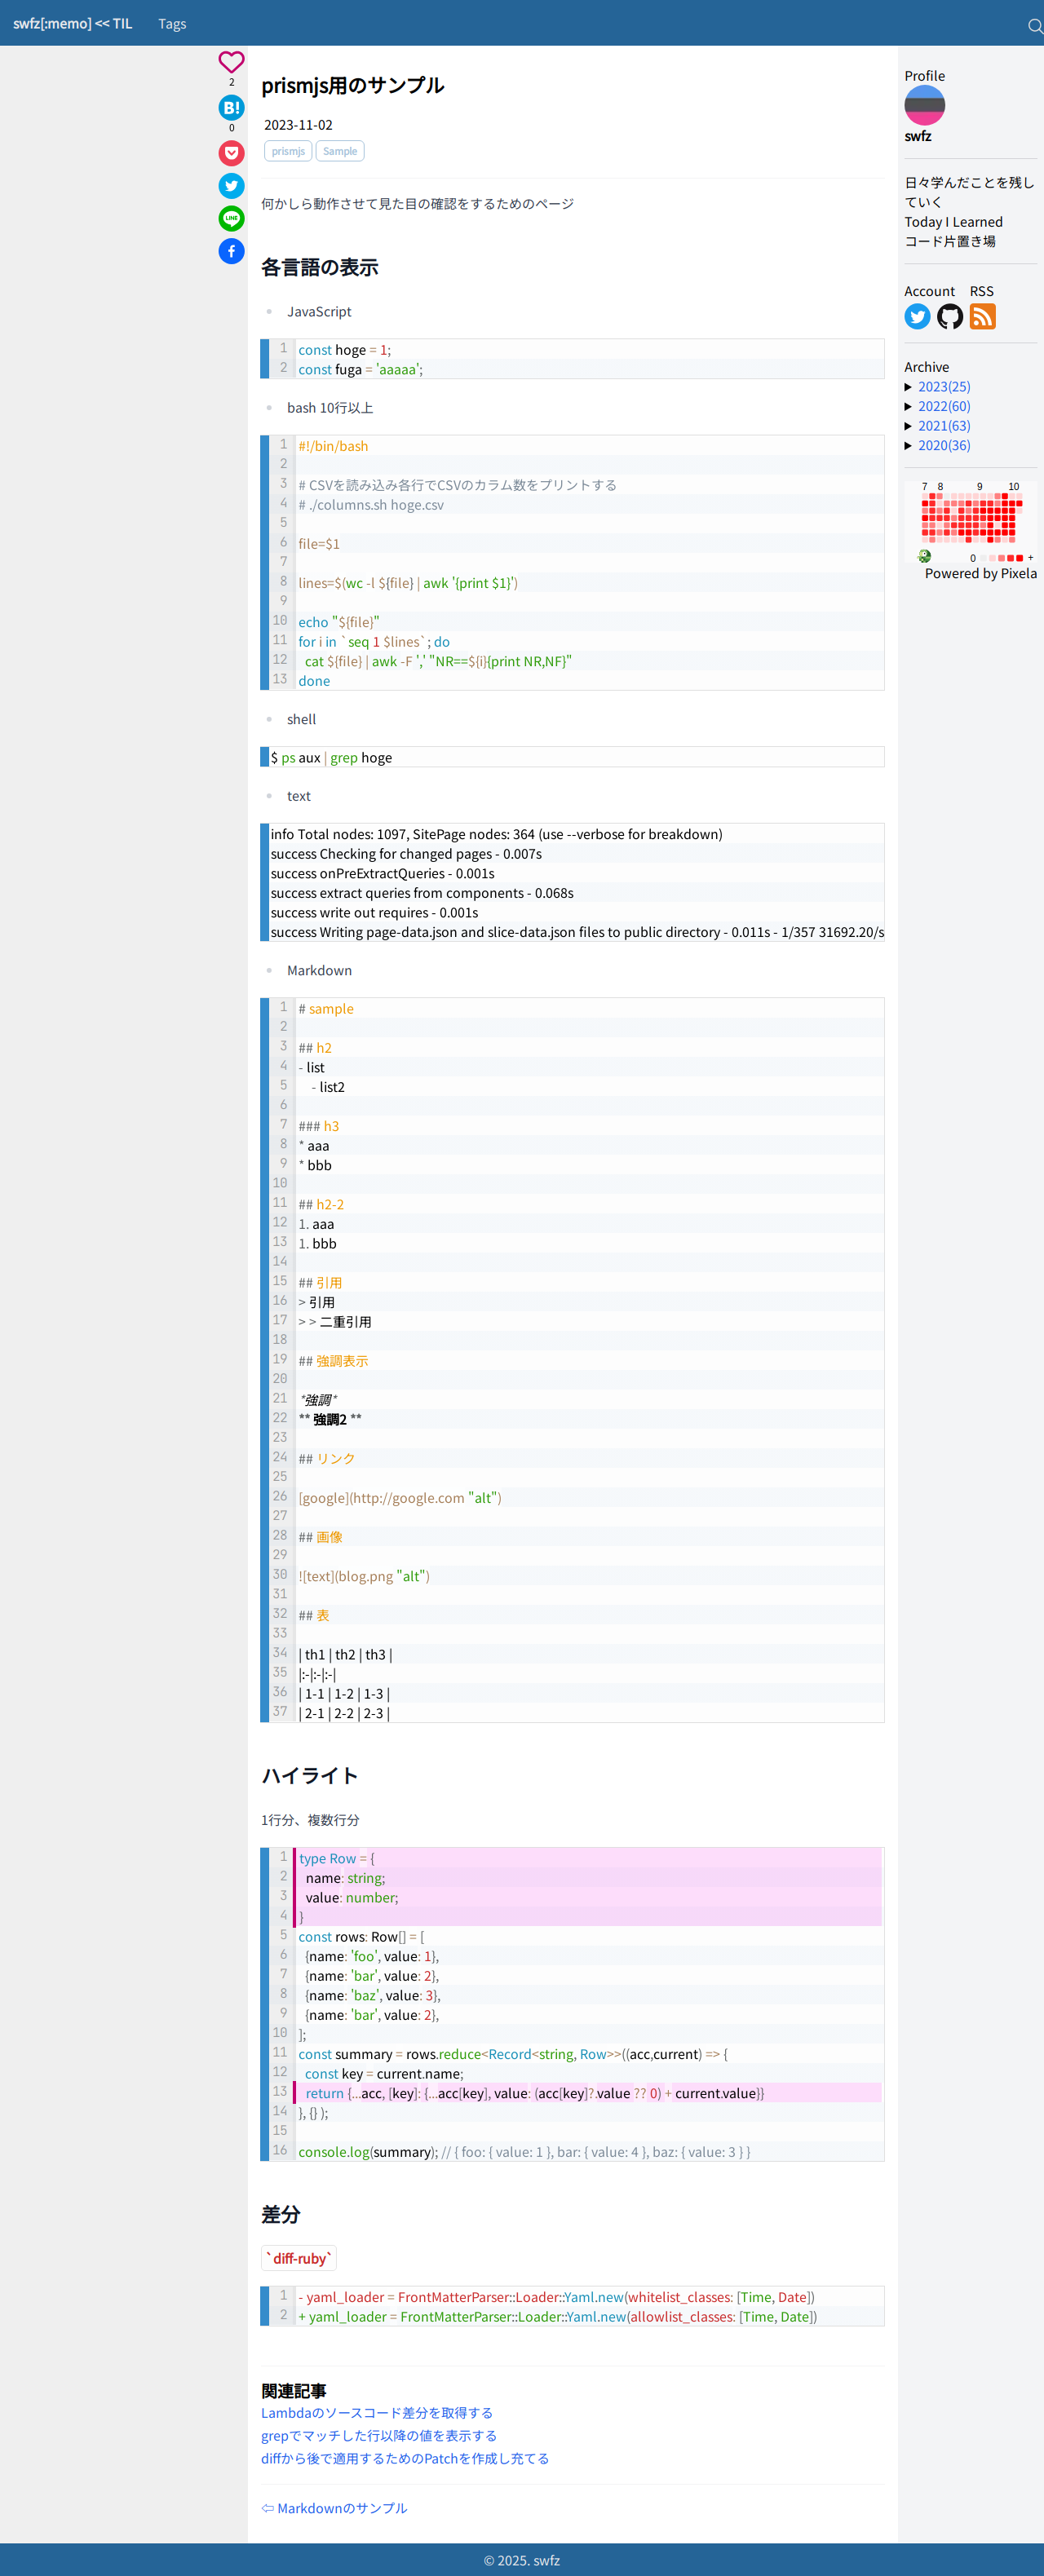 swfz[:memo] << TIL Tags
2
B!
0
LINE
prismjs用のサンプル
2023-11-02
prismjs Sample
何かしら動作させて見た目の確認をするためのページ
各言語の表示
JavaScript
1 const hoge = 1;
2 const fuga = 'aaaaa';
bash 10行以上
1 #!/bin/bash
2
3 # CSVを読み込み各行でCSVのカラム数をプリントする
4 # ./columns.sh hoge.csv
5
6 file=$1
7
8 lines=$(wc -l ${file} | awk '{print $1}')
9
10 echo "${file}"
11 for i in `seq 1 $lines`; do
12 cat ${file} | awk -F ',' "NR==${i}{print NR,NF}"
13 done
shell
$ ps aux | grep hoge
text
info Total nodes: 1097, SitePage nodes: 364 (use --verbose for breakdown)
success Checking for changed pages - 0.007s
success onPreExtractQueries - 0.001s
success extract queries from components - 0.068s
success write out requires - 0.001s
success Writing page-data.json and slice-data.json files to public directory - 0.011s - 1/357 31692.20/s
Markdown
1 # sample
2
3 ## h2
4 - list
5 - list2
6
7 ### h3
8 * aaa
9 * bbb
10
11 ## h2-2
12 1. aaa
13 1. bbb
14
15 ## 引用
16 > 引用
17 > > 二重引用
18
19 ## 強調表示
20
21 *強調*
22 ** 強調2 **
23
24 ## リンク
25
26 [google](http://google.com "alt")
27
28 ## 画像
29
30 ![text](blog.png "alt")
31
32 ## 表
33
34 | th1 | th2 | th3 |
35 |:-|:-|:-|
36 | 1-1 | 1-2 | 1-3 |
37 | 2-1 | 2-2 | 2-3 |
ハイライト
1行分、複数行分
1 type Row = {
2 name: string;
3 value: number;
4 }
5 const rows: Row[] = [
6 {name: 'foo', value: 1},
7 {name: 'bar', value: 2},
8 {name: 'baz', value: 3},
9 {name: 'bar', value: 2},
10 ];
11 const summary = rows.reduce<Record<string, Row>>((acc,current) => {
12 const key = current.name;
13 return {...acc, [key]: {...acc[key], value: (acc[key]?.value ?? 0) + current.value}}
14 }, {} );
15
16 console.log(summary); // { foo: { value: 1 }, bar: { value: 4 }, baz: { value: 3 } }
差分
`diff-ruby`
1 - yaml_loader = FrontMatterParser::Loader::Yaml.new(whitelist_classes: [Time, Date])
2 + yaml_loader = FrontMatterParser::Loader::Yaml.new(allowlist_classes: [Time, Date])
関連記事
Lambdaのソースコード差分を取得する
grepでマッチした行以降の値を表示する
diffから後で適用するためのPatchを作成し充てる
⇦ Markdownのサンプル
Profile
swfz
日々学んだことを残し
ていく
Today I Learned
コード片置き場
Account RSS
Archive
2023(25)
2022(60)
2021(63)
2020(36)
7 8 9 10
0 +
Powered by Pixela
© 2025. swfz